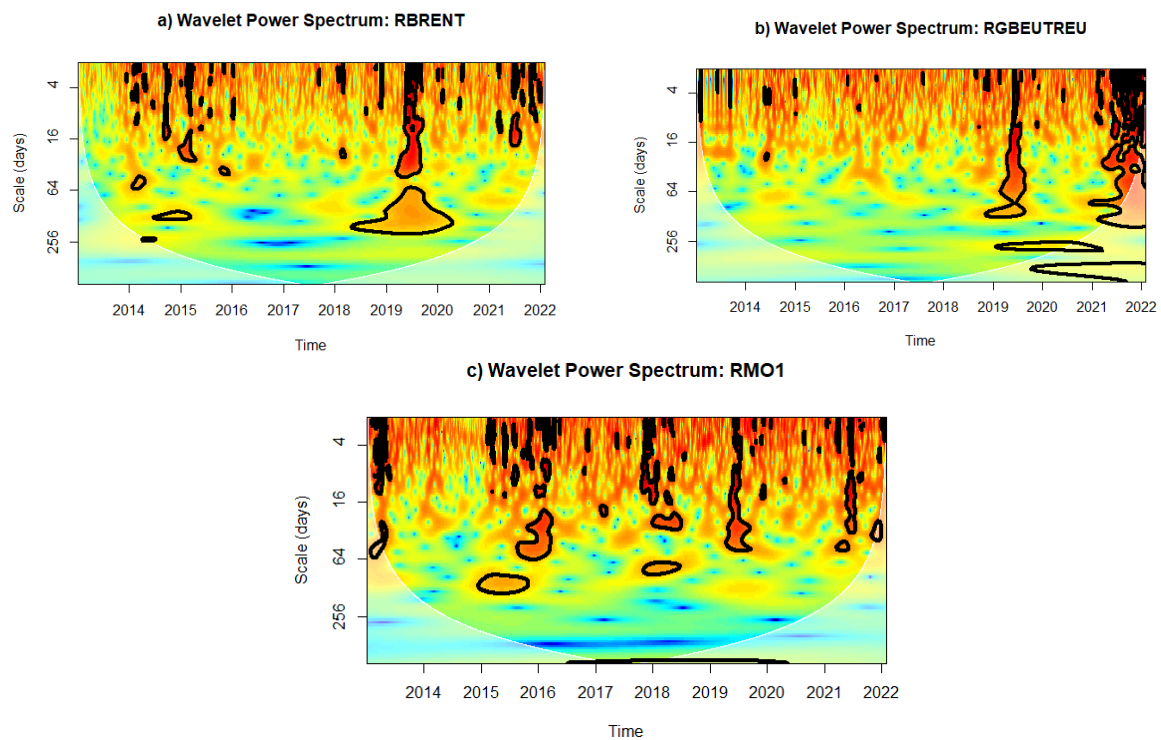 a) Wavelet Power Spectrum: RBRENT
Scale (days)
4
16
64
256
2014 2015 2016 2017 2018 2019 2020 2021 2022
Time
b) Wavelet Power Spectrum: RGBEUTREU
Scale (days)
4
16
64
256
2014 2015 2016 2017 2018 2019 2020 2021 2022
Time
c) Wavelet Power Spectrum: RMO1
Scale (days)
4
16
64
256
2014 2015 2016 2017 2018 2019 2020 2021 2022
Time